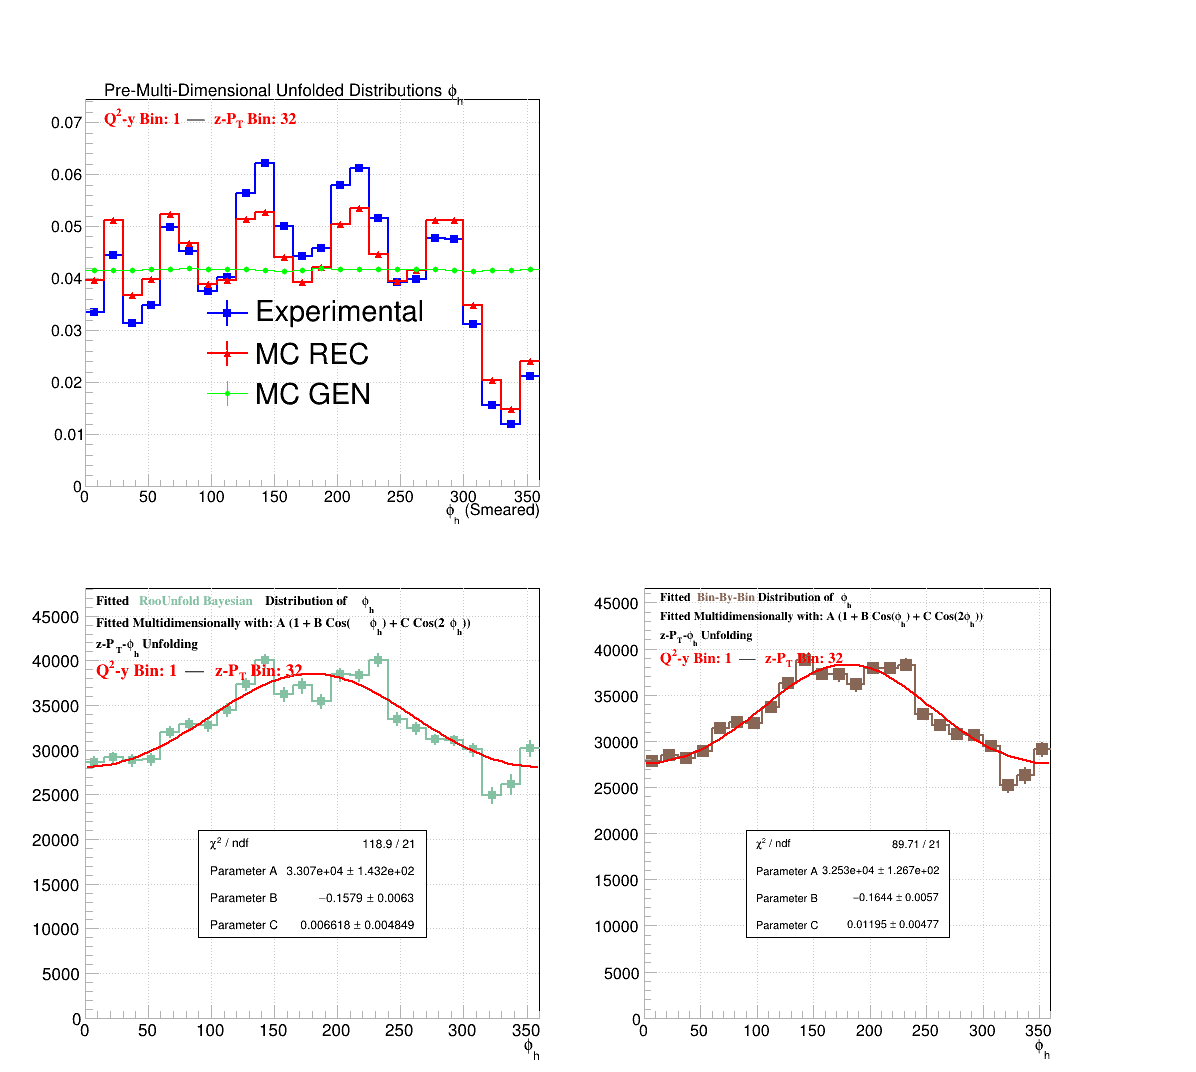 Pre-Multi-Dimensional Unfolded Distributions ϕh
Q²-y Bin: 1 — z-PT Bin: 32
0.07
0.06
0.05
0.04
0.03
0.02
0.01
0
Experimental
MC REC
MC GEN
0 50 100 150 200 250 300 350
ϕh (Smeared)
Fitted RooUnfold Bayesian Distribution of ϕh
Fitted Multidimensionally with: A (1 + B Cos( ϕh) + C Cos(2 ϕh))
z-PT-ϕh Unfolding
Q²-y Bin: 1 — z-PT Bin: 32
45000
40000
35000
30000
25000
20000
15000
10000
5000
0
χ² / ndf 118.9 / 21
Parameter A 3.307e+04 ± 1.432e+02
Parameter B −0.1579 ± 0.0063
Parameter C 0.006618 ± 0.004849
0 50 100 150 200 250 300 350
ϕh
Fitted Bin-By-Bin Distribution of ϕh
Fitted Multidimensionally with: A (1 + B Cos(ϕh) + C Cos(2ϕh))
z-PT-ϕh Unfolding
Q²-y Bin: 1 — z-PT Bin: 32
45000
40000
35000
30000
25000
20000
15000
10000
5000
0
χ² / ndf 89.71 / 21
Parameter A 3.253e+04 ± 1.267e+02
Parameter B −0.1644 ± 0.0057
Parameter C 0.01195 ± 0.00477
0 50 100 150 200 250 300 350
ϕh